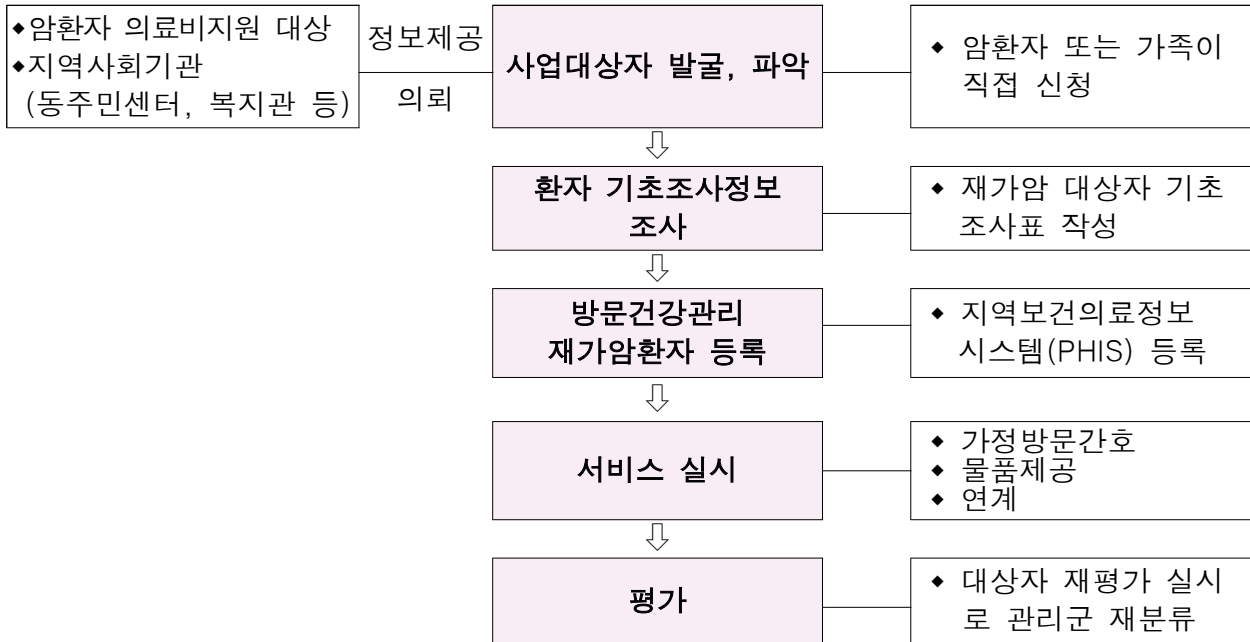 ◆암환자 의료비지원 대상
◆지역사회기관
(동주민센터, 복지관 등)
정보제공
의뢰
사업대상자 발굴, 파악
◆ 암환자 또는 가족이
직접 신청
환자 기초조사정보
조사
◆ 재가암 대상자 기초
조사표 작성
방문건강관리
재가암환자 등록
◆ 지역보건의료정보
시스템(PHIS) 등록
서비스 실시
◆ 가정방문간호
◆ 물품제공
◆ 연계
평가
◆ 대상자 재평가 실시
로 관리군 재분류